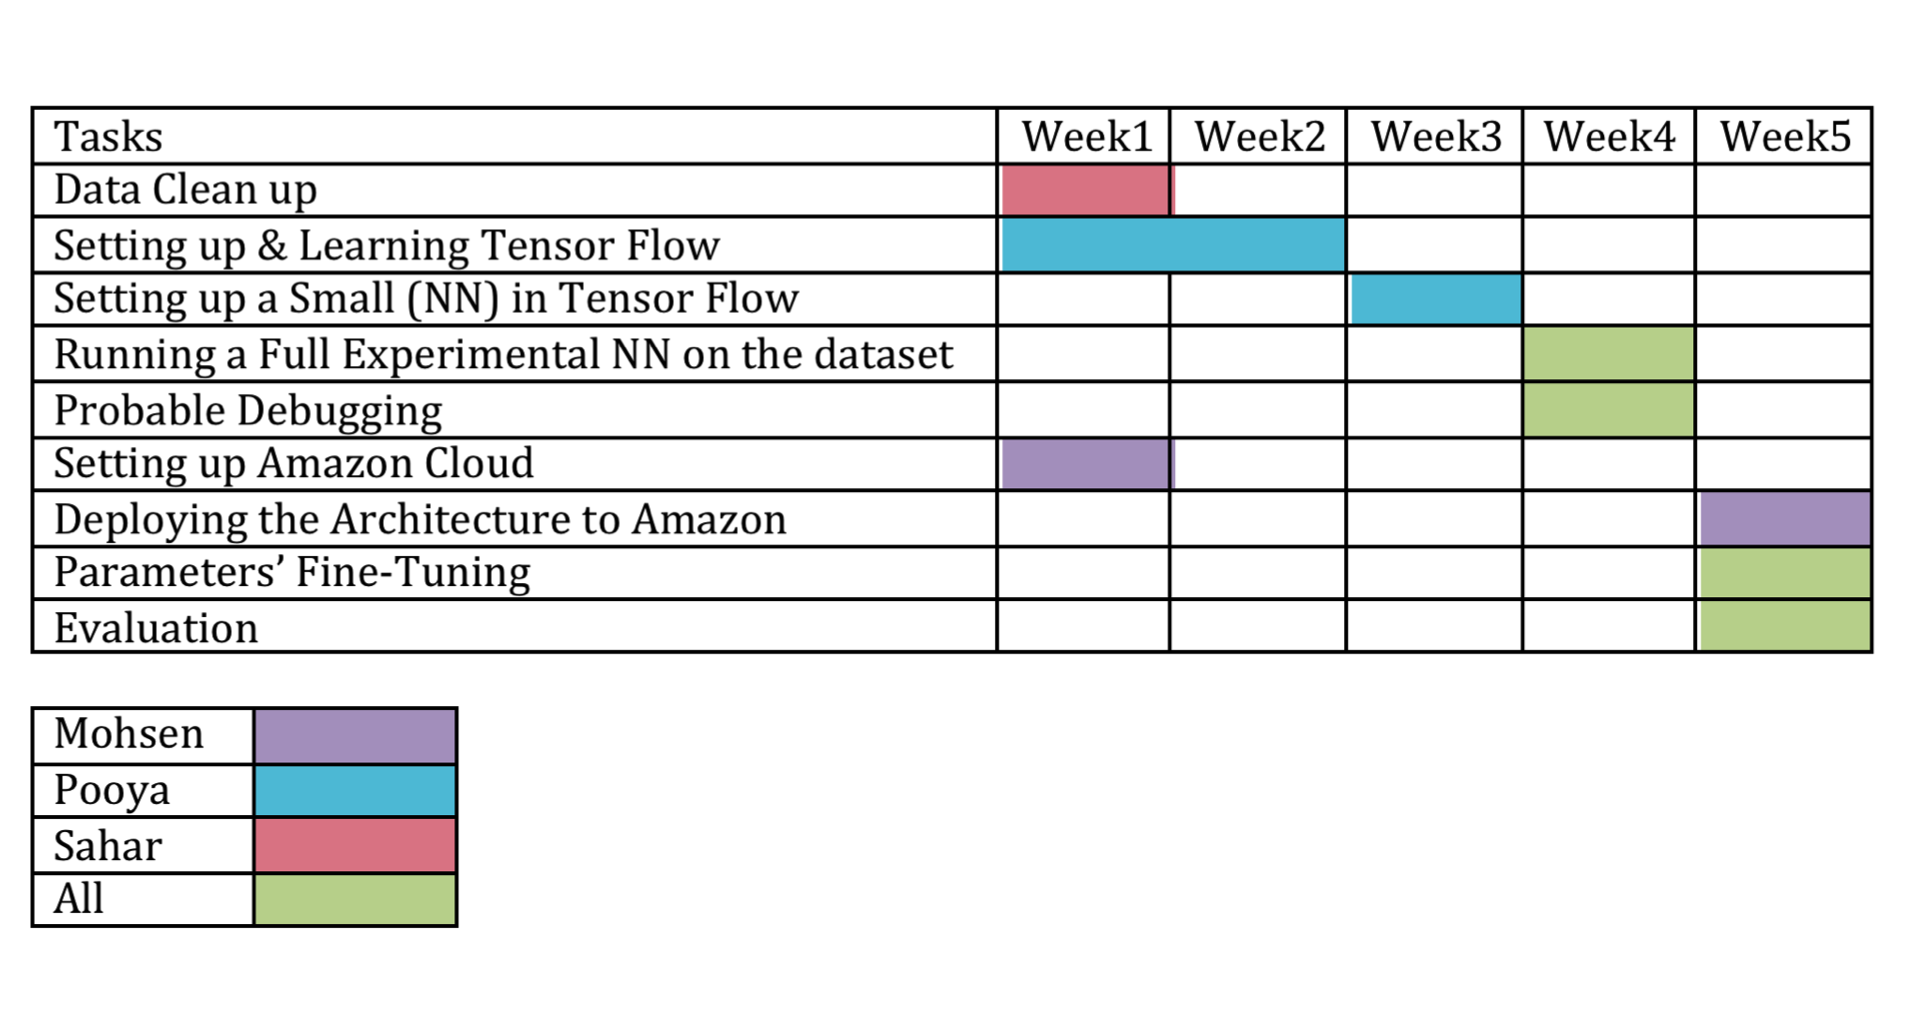 Tasks Week1 Week2 Week3 Week4 Week5
Data Clean up
Setting up & Learning Tensor Flow
Setting up a Small (NN) in Tensor Flow
Running a Full Experimental NN on the dataset
Probable Debugging
Setting up Amazon Cloud
Deploying the Architecture to Amazon
Parameters’ Fine-Tuning
Evaluation
Mohsen
Pooya
Sahar
All